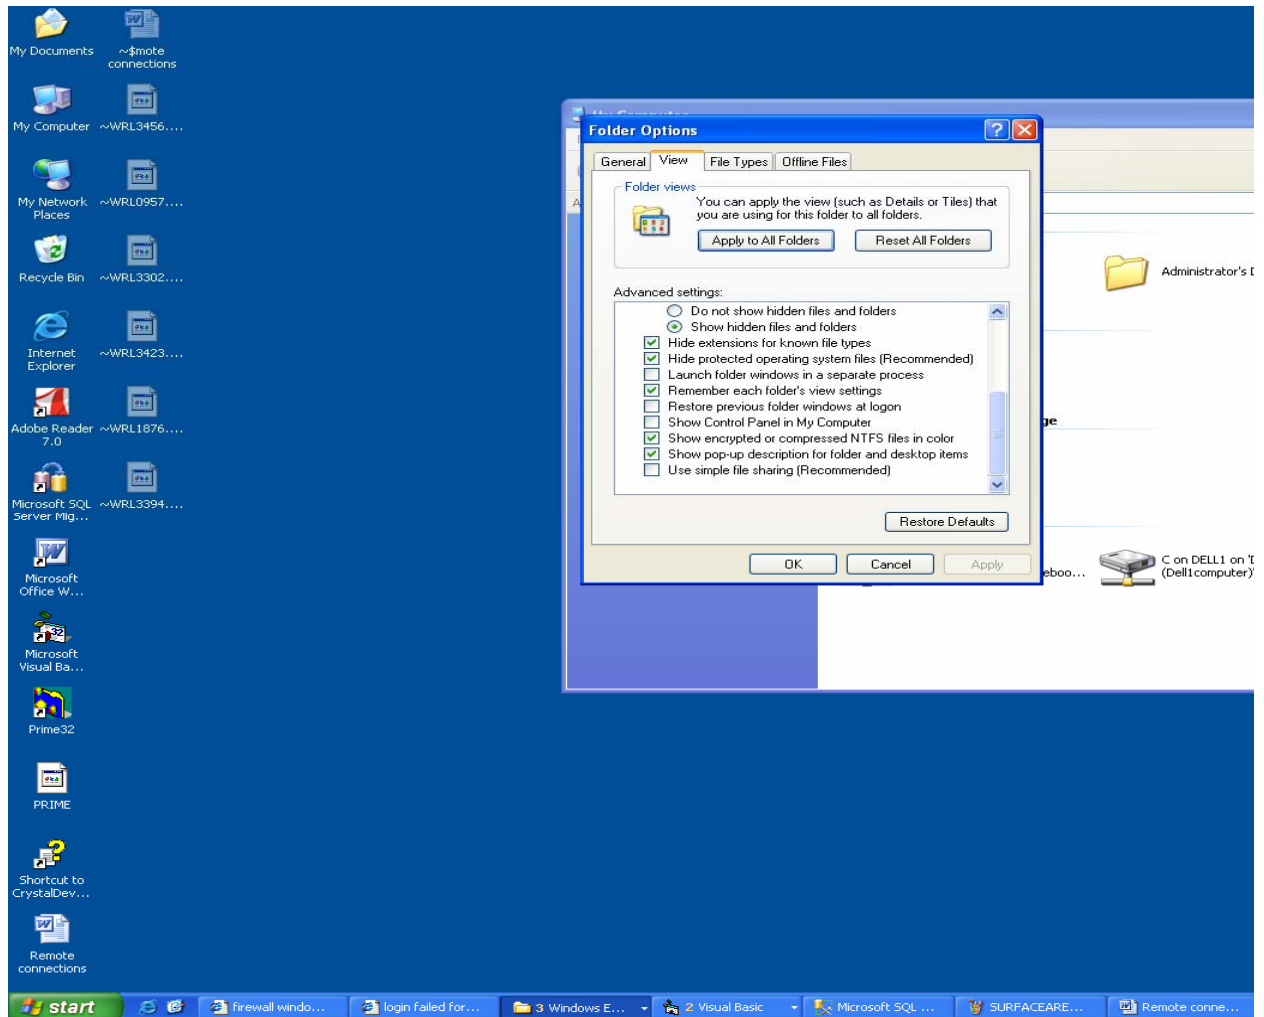 My Documents
~$mote
connections
My Computer
~WRL3456....
My Network
Places
~WRL0957....
Recycle Bin
~WRL3302....
Internet
Explorer
~WRL3423....
Adobe Reader
7.0
~WRL1876....
Microsoft SQL
Server Mig...
~WRL3394....
Microsoft
Office W...
Microsoft
Visual Ba...
Prime32
PRIME
Shortcut to
CrystalDev...
Remote
connections
Folder Options
General View File Types Offline Files
Folder views
You can apply the view (such as Details or Tiles) that
you are using for this folder to all folders.
Apply to All Folders Reset All Folders
Advanced settings:
Do not show hidden files and folders
Show hidden files and folders
Hide extensions for known file types
Hide protected operating system files (Recommended)
Launch folder windows in a separate process
Remember each folder's view settings
Restore previous folder windows at logon
Show Control Panel in My Computer
Show encrypted or compressed NTFS files in color
Show pop-up description for folder and desktop items
Use simple file sharing (Recommended)
Restore Defaults
OK Cancel Apply
Administrator's D
ge
eboo...
C on DELL1 on 'D
(Dell1computer)'
start firewall windo... login failed for... 3 Windows E... 2 Visual Basic Microsoft SQL ... SURFACEARE... Remote conne...